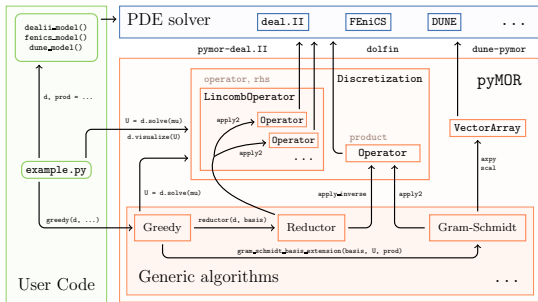 dealii_model()
fenics_model()
dune_model()
PDE solver
deal.II
FEniCS
DUNE
...
pymor-deal.II
dolfin
dune-pymor
operator, rhs
Discretization
pyMOR
LincombOperator
d, prod = ...
apply2
Operator
U = d.solve(mu)
d.visualize(U)
Operator
VectorArray
apply2
...
product
Operator
example.py
axpy
scal
U = d.solve(mu)
apply_inverse
apply2
greedy(d, ...)
Greedy
reductor(d, basis)
Reductor
Gram-Schmidt
gram_schmidt_basis_extension(basis, U, prod)
User Code
Generic algorithms
...